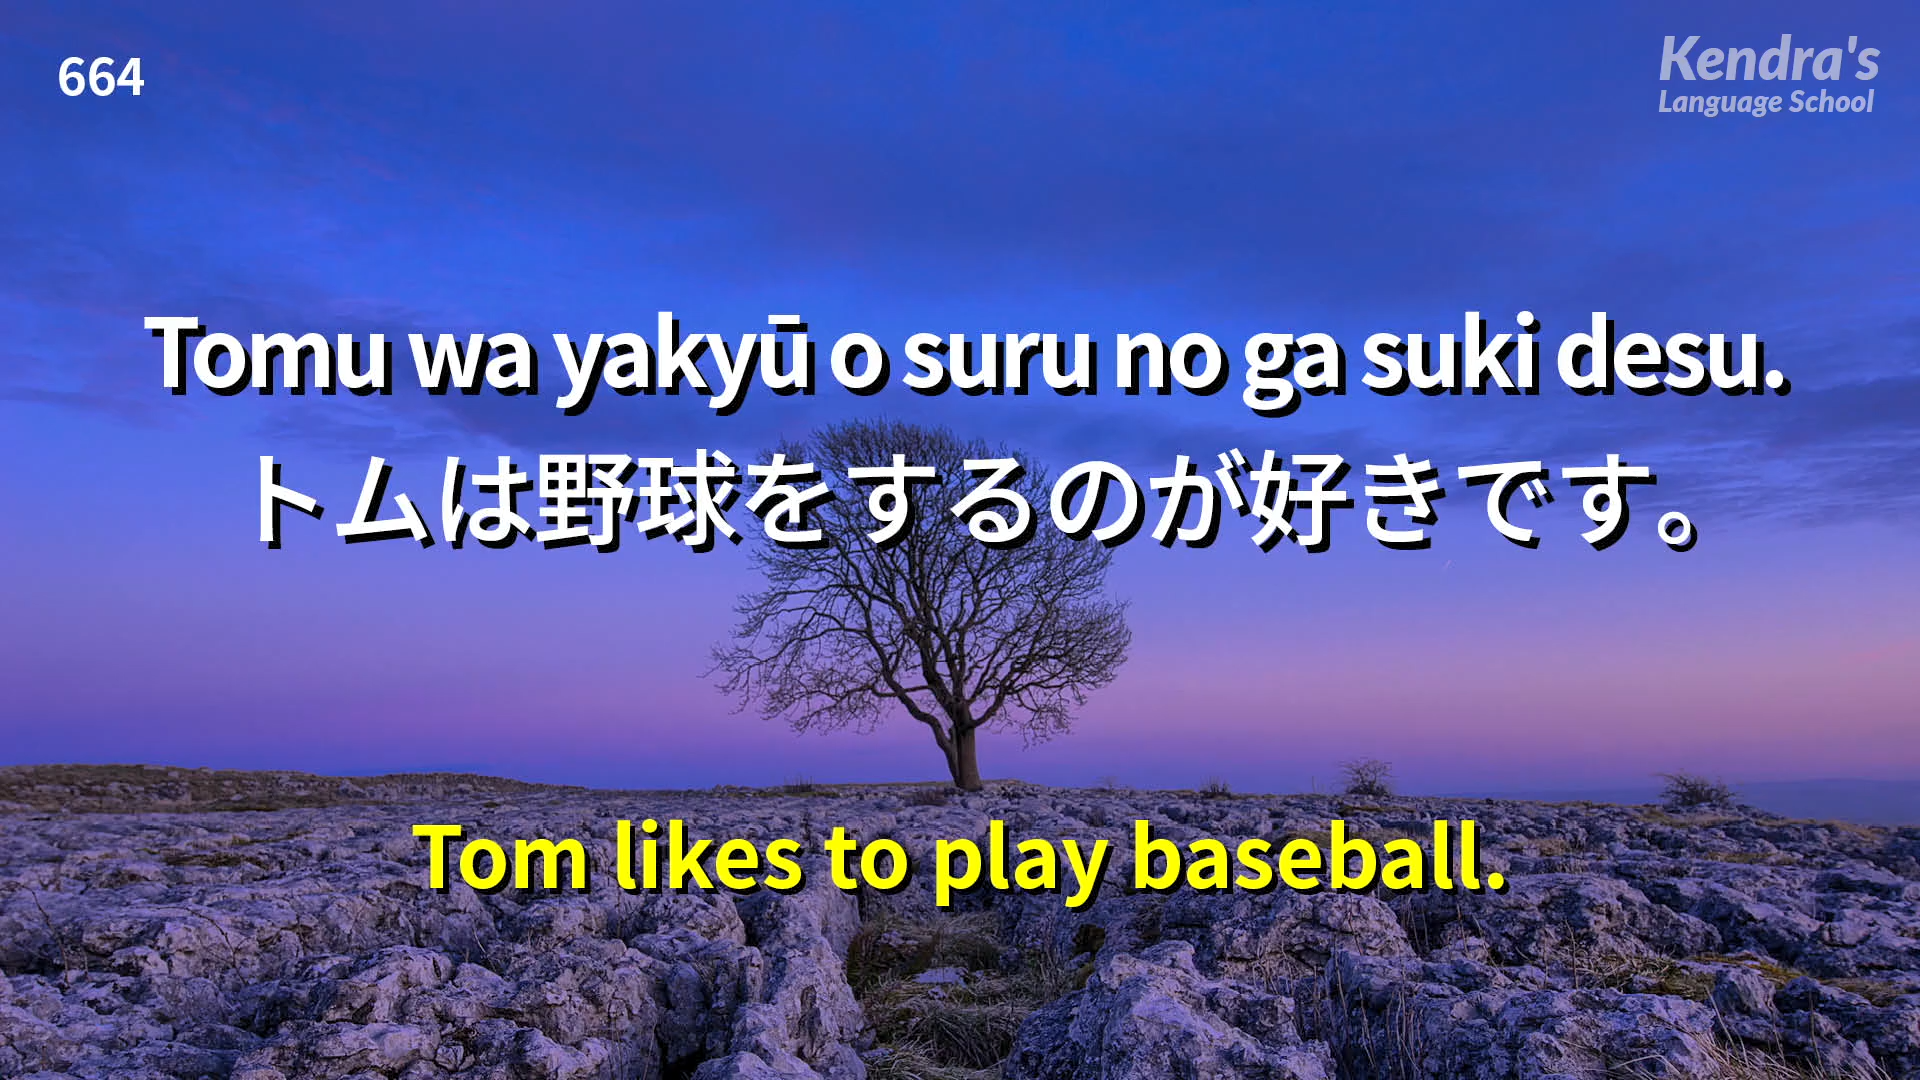 664
Kendra's
Language School
Tomu wa yakyū o suru no ga suki desu.
トムは野球をするのが好きです。
Tom likes to play baseball.